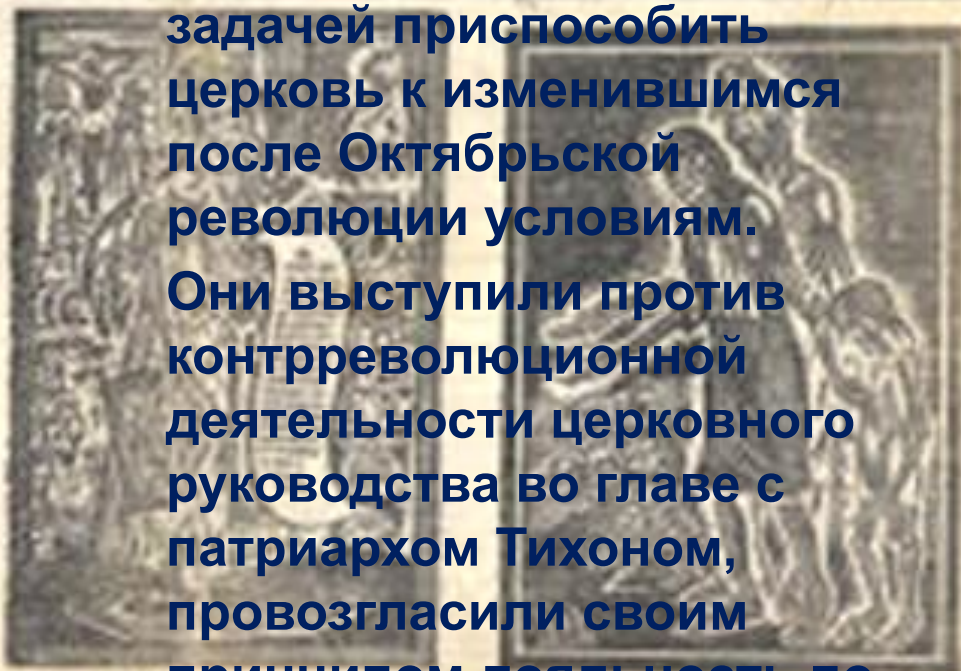 задачей приспособить
церковь к изменившимся
после Октябрьской
революции условиям.
Они выступили против
контрреволюционной
деятельности церковного
руководства во главе с
патриархом Тихоном,
провозгласили своим